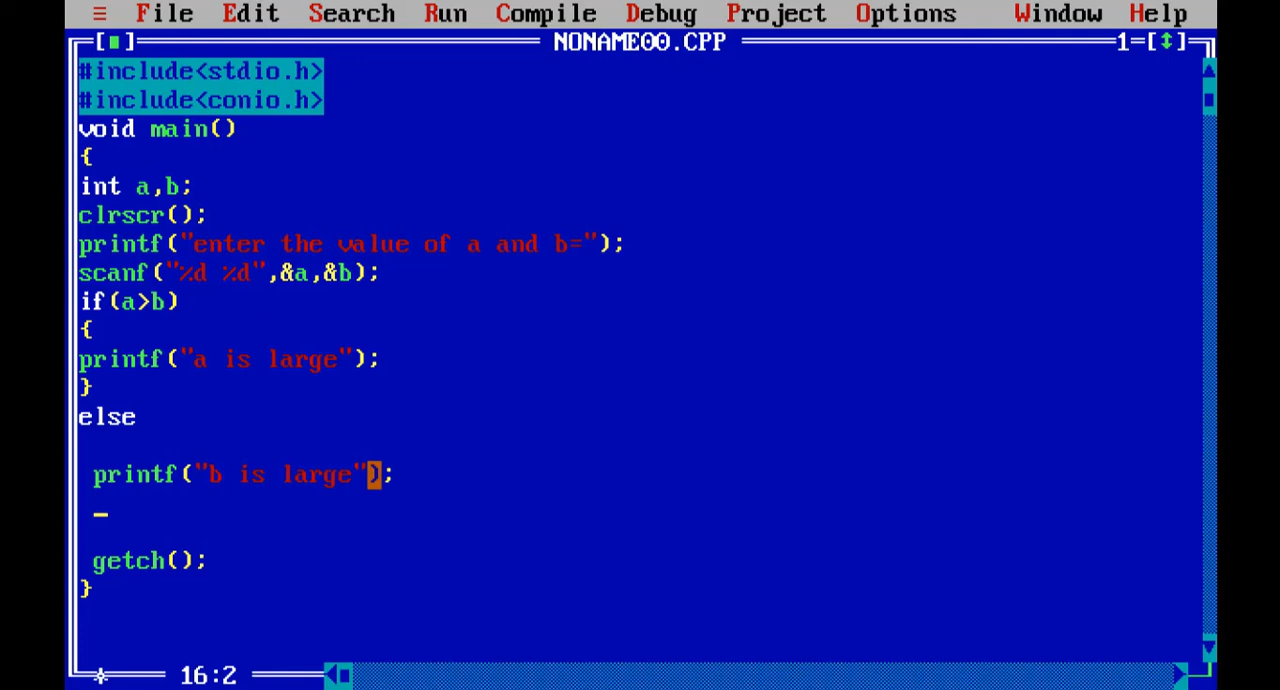 ≡ File Edit Search Run Compile Debug Project Options Window Help
[■] NONAME00.CPP 1=[↕]
#include<stdio.h>
#include<conio.h>
void main()
{
int a,b;
clrscr();
printf("enter the value of a and b=");
scanf("%d %d",&a,&b);
if(a>b)
{
printf("a is large");
}
else
printf("b is large");
getch();
}
16:2